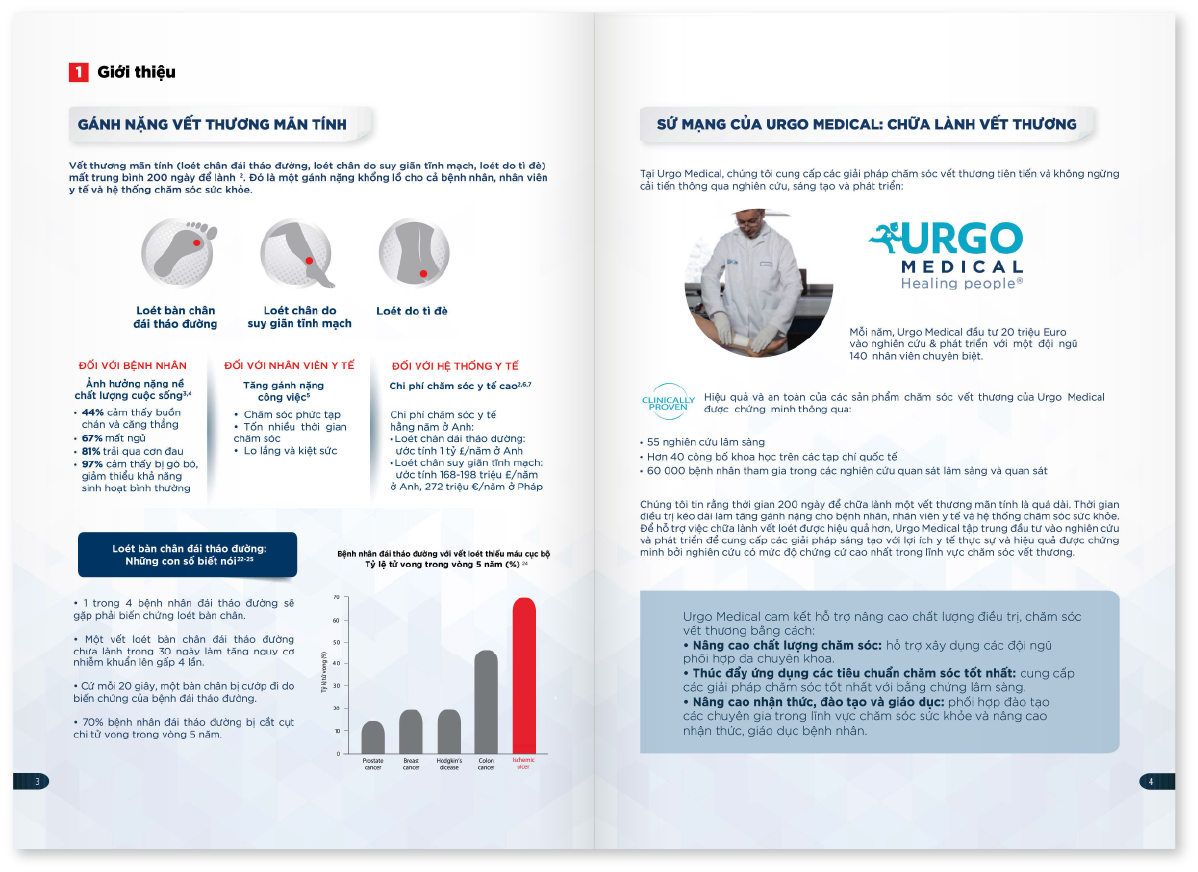 1 Giới thiệu
GÁNH NẶNG VẾT THƯƠNG MÃN TÍNH
Vết thương mãn tính (loét chân đái tháo đường, loét chân do suy giãn tĩnh mạch, loét do tì đè)
mất trung bình 200 ngày để lành ². Đó là một gánh nặng khổng lồ cho cả bệnh nhân, nhân viên
y tế và hệ thống chăm sóc sức khỏe.
Loét bàn chân
đái tháo đường
Loét chân do
suy giãn tĩnh mạch
Loét do tì đè
ĐỐI VỚI BỆNH NHÂN
Ảnh hưởng nặng nề
chất lượng cuộc sống³,⁴
• 44% cảm thấy buồn
chán và căng thẳng
• 67% mất ngủ
• 81% trải qua cơn đau
• 97% cảm thấy bị gò bó,
giảm thiểu khả năng
sinh hoạt bình thường
ĐỐI VỚI NHÂN VIÊN Y TẾ
Tăng gánh nặng
công việc⁵
• Chăm sóc phức tạp
• Tốn nhiều thời gian
chăm sóc
• Lo lắng và kiệt sức
ĐỐI VỚI HỆ THỐNG Y TẾ
Chi phí chăm sóc y tế cao²,⁶,⁷
Chi phí chăm sóc y tế
hằng năm ở Anh:
• Loét chân đái tháo đường:
ước tính 1 tỷ £/năm ở Anh
• Loét chân suy giãn tĩnh mạch:
ước tính 168-198 triệu £/năm
ở Anh, 272 triệu €/năm ở Pháp
Loét bàn chân đái tháo đường:
Những con số biết nói²²⁻²⁵
• 1 trong 4 bệnh nhân đái tháo đường sẽ
gặp phải biến chứng loét bàn chân.
• Một vết loét bàn chân đái tháo đường
chưa lành trong 30 ngày làm tăng nguy cơ
nhiễm khuẩn lên gấp 4 lần.
• Cứ mỗi 20 giây, một bàn chân bị cướp đi do
biến chứng của bệnh đái tháo đường.
• 70% bệnh nhân đái tháo đường bị cắt cụt
chi tử vong trong vòng 5 năm.
Bệnh nhân đái tháo đường với vết loét thiếu máu cục bộ
Tỷ lệ tử vong trong vòng 5 năm (%) ²⁴
Tỷ lệ tử vong (%)
70
60
50
40
30
20
10
0
Prostate
cancer
Breast
cancer
Hodgkin's
disease
Colon
cancer
Ischemic
ulcer
3
SỨ MẠNG CỦA URGO MEDICAL: CHỮA LÀNH VẾT THƯƠNG
Tại Urgo Medical, chúng tôi cung cấp các giải pháp chăm sóc vết thương tiên tiến và không ngừng
cải tiến thông qua nghiên cứu, sáng tạo và phát triển:
URGO
MEDICAL
Healing people®
Mỗi năm, Urgo Medical đầu tư 20 triệu Euro
vào nghiên cứu & phát triển với một đội ngũ
140 nhân viên chuyên biệt.
CLINICALLY
PROVEN
Hiệu quả và an toàn của các sản phẩm chăm sóc vết thương của Urgo Medical
được chứng minh thông qua:
• 55 nghiên cứu lâm sàng
• Hơn 40 công bố khoa học trên các tạp chí quốc tế
• 60 000 bệnh nhân tham gia trong các nghiên cứu quan sát lâm sàng và quan sát
Chúng tôi tin rằng thời gian 200 ngày để chữa lành một vết thương mãn tính là quá dài. Thời gian
điều trị kéo dài làm tăng gánh nặng cho bệnh nhân, nhân viên y tế và hệ thống chăm sóc sức khỏe.
Để hỗ trợ việc chữa lành vết loét được hiệu quả hơn, Urgo Medical tập trung đầu tư vào nghiên cứu
và phát triển để cung cấp các giải pháp sáng tạo với lợi ích y tế thực sự và hiệu quả được chứng
minh bởi nghiên cứu có mức độ chứng cứ cao nhất trong lĩnh vực chăm sóc vết thương.
Urgo Medical cam kết hỗ trợ nâng cao chất lượng điều trị, chăm sóc
vết thương bằng cách:
• Nâng cao chất lượng chăm sóc: hỗ trợ xây dựng các đội ngũ
phối hợp đa chuyên khoa.
• Thúc đẩy ứng dụng các tiêu chuẩn chăm sóc tốt nhất: cung cấp
các giải pháp chăm sóc tốt nhất với bằng chứng lâm sàng.
• Nâng cao nhận thức, đào tạo và giáo dục: phối hợp đào tạo
các chuyên gia trong lĩnh vực chăm sóc sức khỏe và nâng cao
nhận thức, giáo dục bệnh nhân.
4